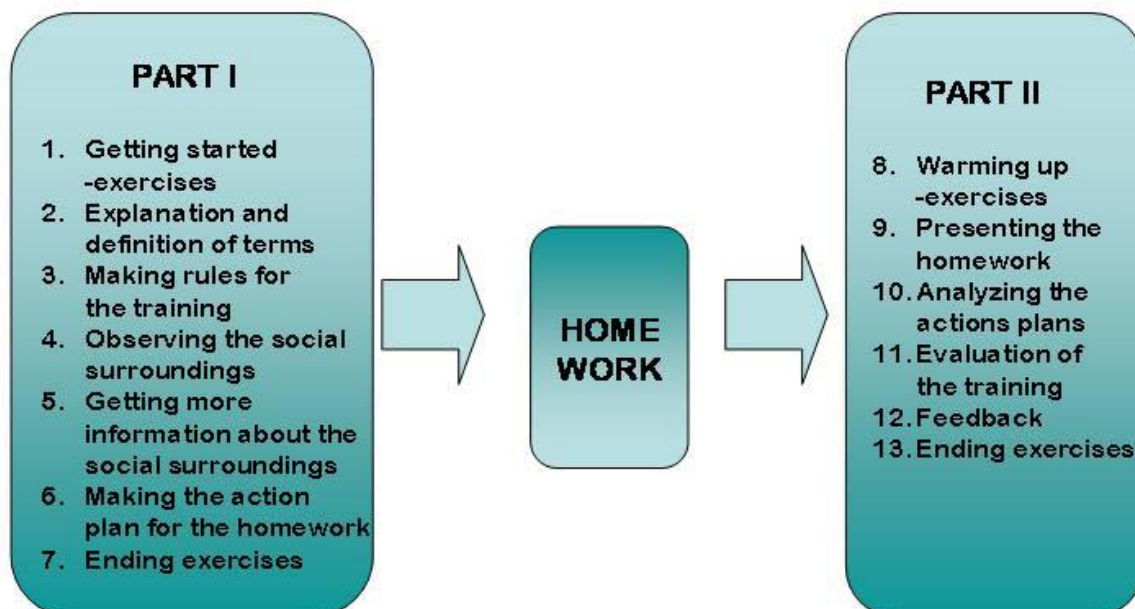 PART I
1. Getting started
-exercises
2. Explanation and
definition of terms
3. Making rules for
the training
4. Observing the social
surroundings
5. Getting more
information about the
social surroundings
6. Making the action
plan for the homework
7. Ending exercises
HOME
WORK
PART II
8. Warming up
-exercises
9. Presenting the
homework
10. Analyzing the
actions plans
11. Evaluation of
the training
12. Feedback
13. Ending exercises